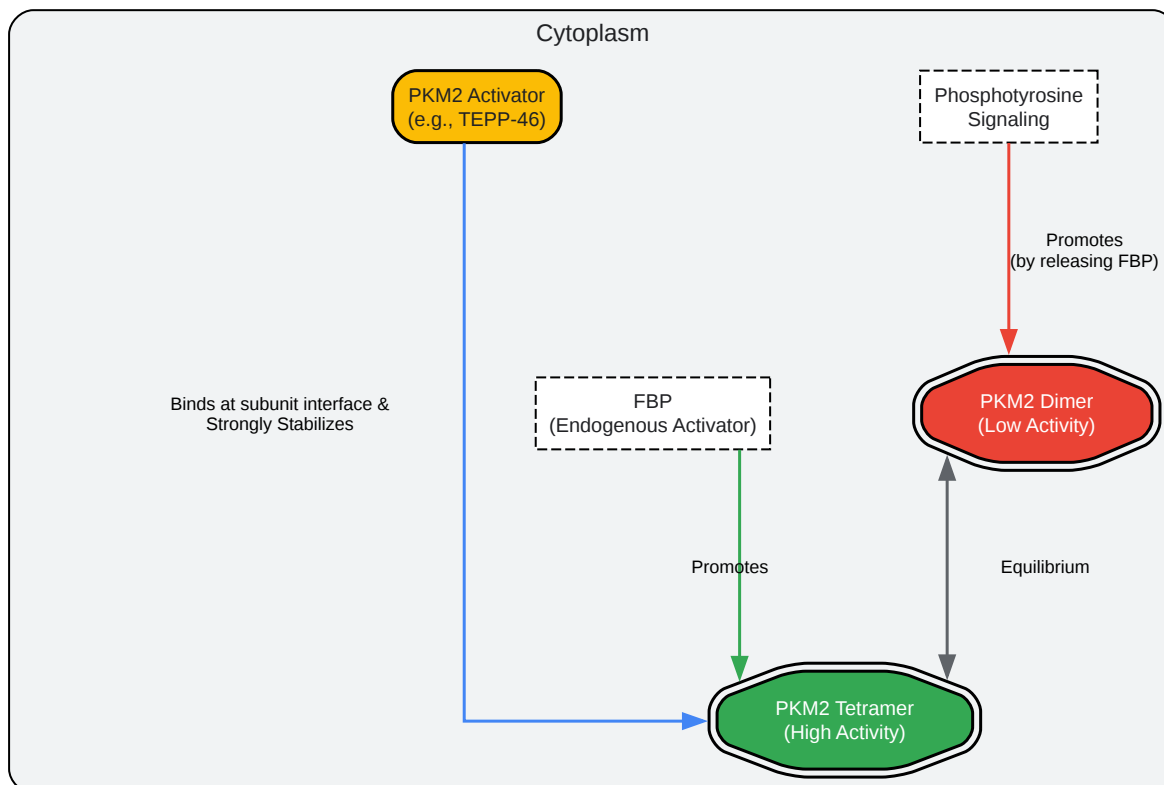 Cytoplasm
PKM2 Activator
(e.g., TEPP-46)
Phosphotyrosine
Signaling
Promotes
(by releasing FBP)
Binds at subunit interface &
Strongly Stabilizes
FBP
(Endogenous Activator)
PKM2 Dimer
(Low Activity)
Promotes
Equilibrium
PKM2 Tetramer
(High Activity)